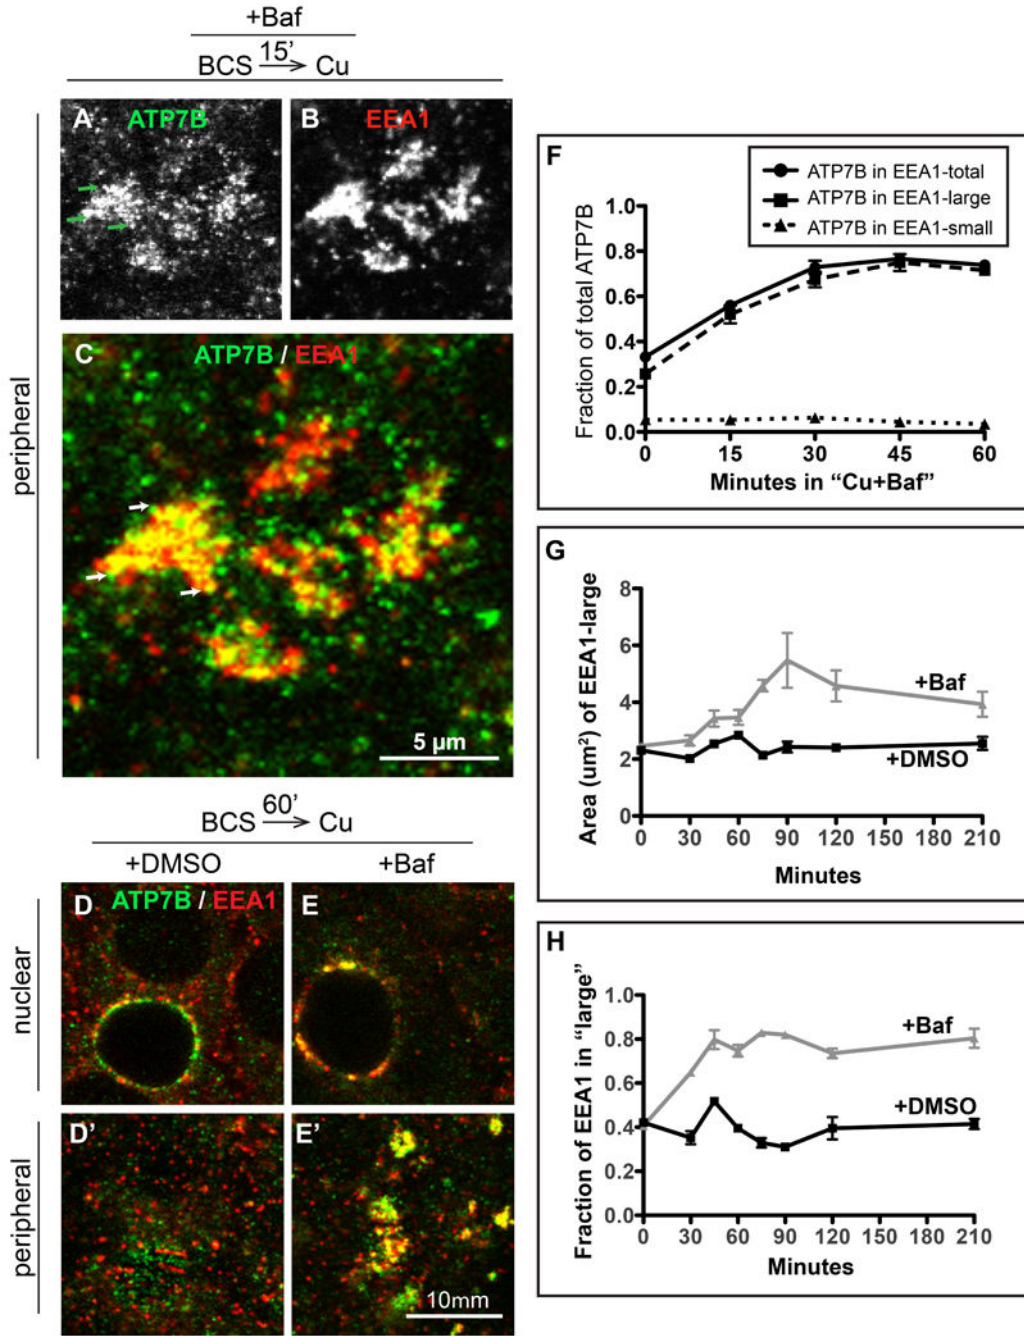 +Baf
BCS 15' → Cu
A ATP7B
B EEA1
peripheral
C ATP7B / EEA1
5 µm
BCS 60' → Cu
+DMSO +Baf
nuclear
D ATP7B / EEA1 E
peripheral
D' E'
10mm
F
ATP7B in EEA1-total
ATP7B in EEA1-large
ATP7B in EEA1-small
Fraction of total ATP7B
1.0
0.8
0.6
0.4
0.2
0.0
0 15 30 45 60
Minutes in “Cu+Baf”
G
Area (um²) of EEA1-large
8
6
4
2
0
+Baf
+DMSO
0 30 60 90 120 150 180 210
Minutes
H
Fraction of EEA1 in “large”
1.0
0.8
0.6
0.4
0.2
0.0
+Baf
+DMSO
0 30 60 90 120 150 180 210
Minutes